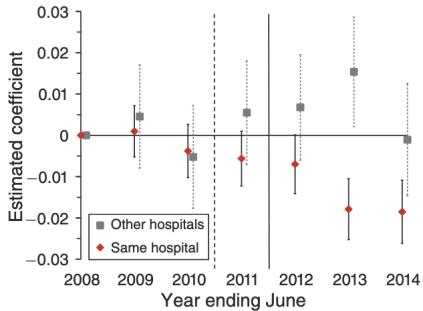 0.03
0.02
0.01
0
−0.01
−0.02
−0.03
Estimated coefficient
Other hospitals
Same hospital
2008 2009 2010 2011 2012 2013 2014
Year ending June